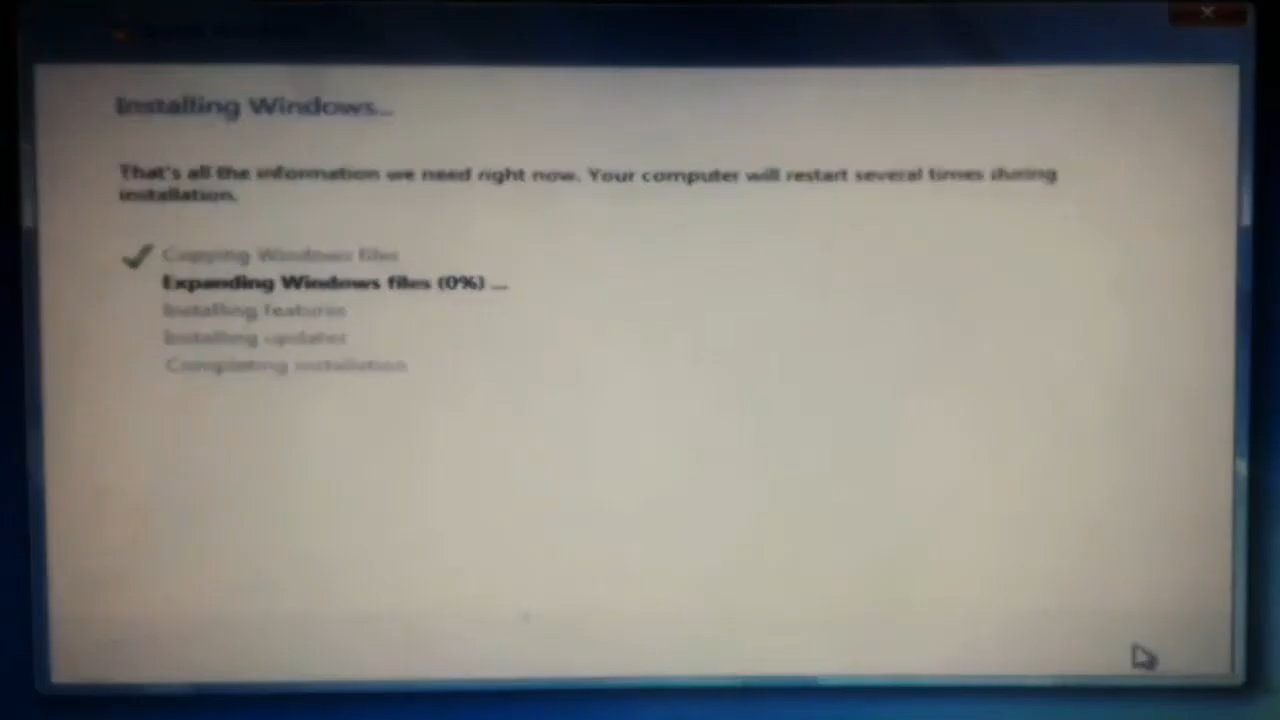 Installing Windows...
That's all the information we need right now. Your computer will restart several times during
installation.
Copying Windows files
Expanding Windows files (0%) ...
Installing features
Installing updates
Completing installation